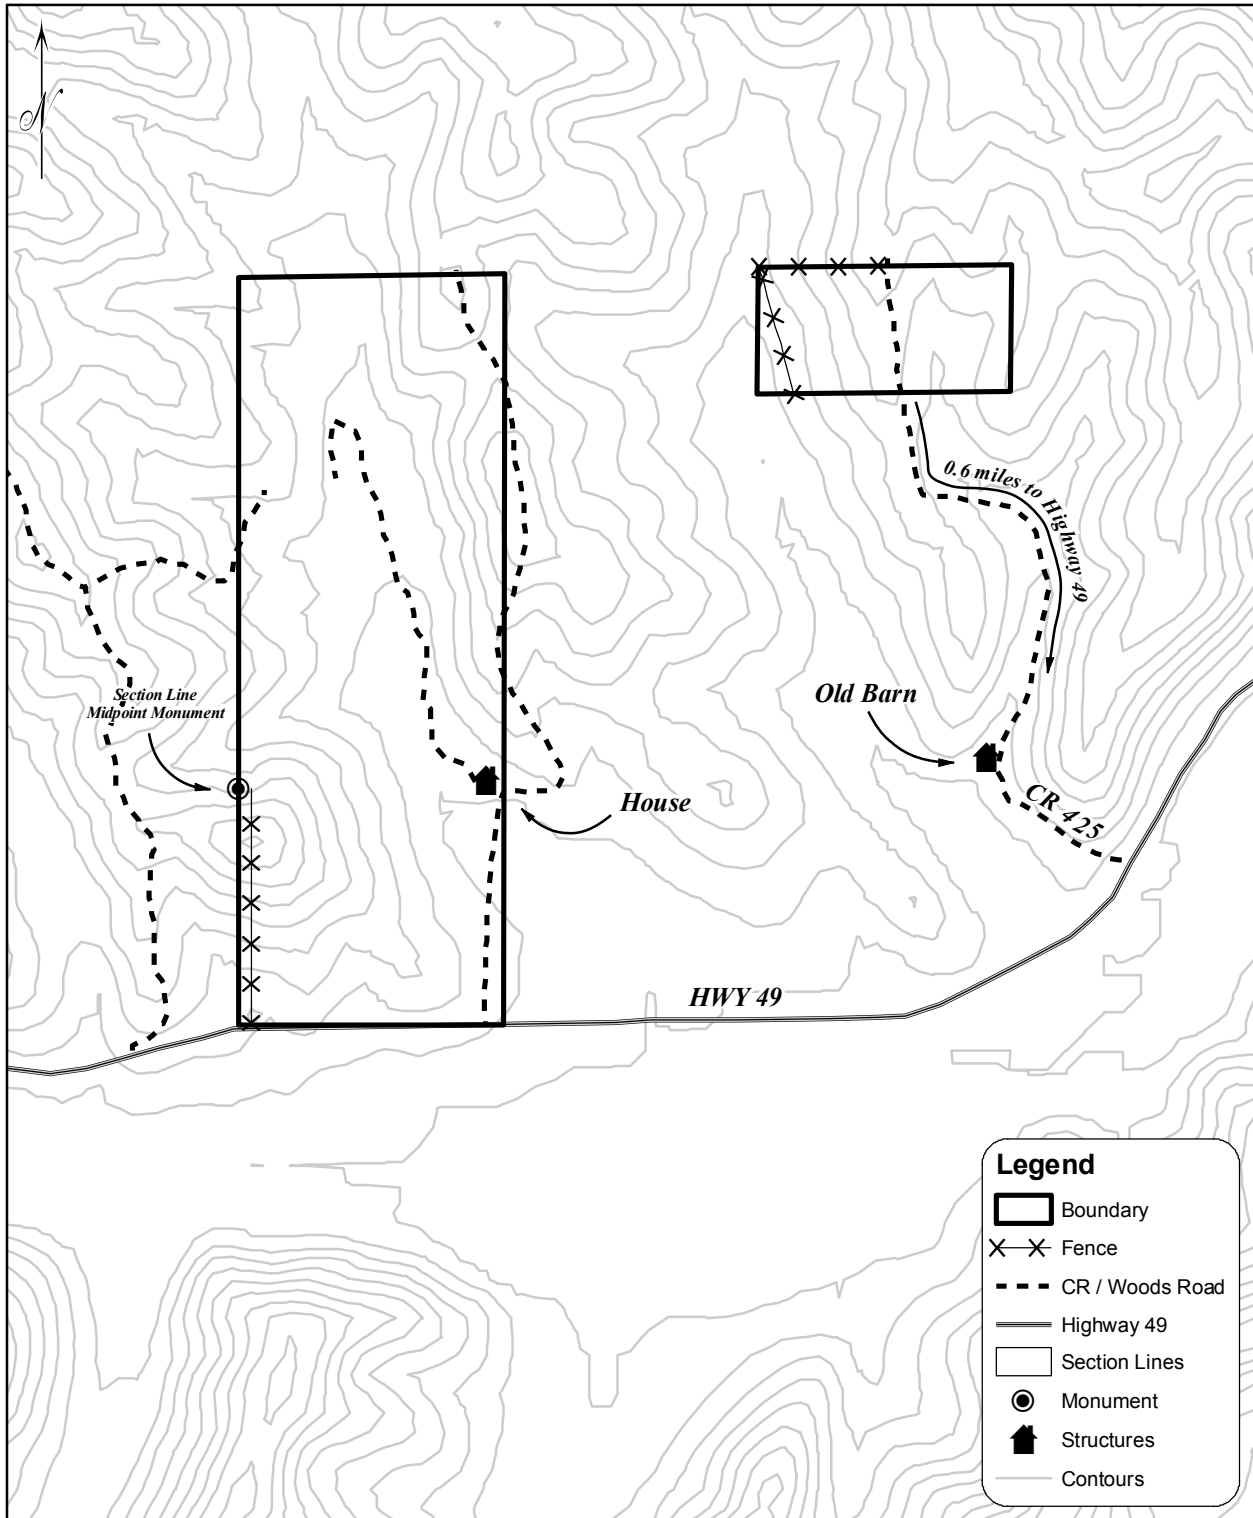 N
0.6 miles to Highway 49
Section Line
Midpoint Monument
Old Barn
House
CR 425
HWY 49
Legend
Boundary
Fence
CR / Woods Road
Highway 49
Section Lines
Monument
Structures
Contours